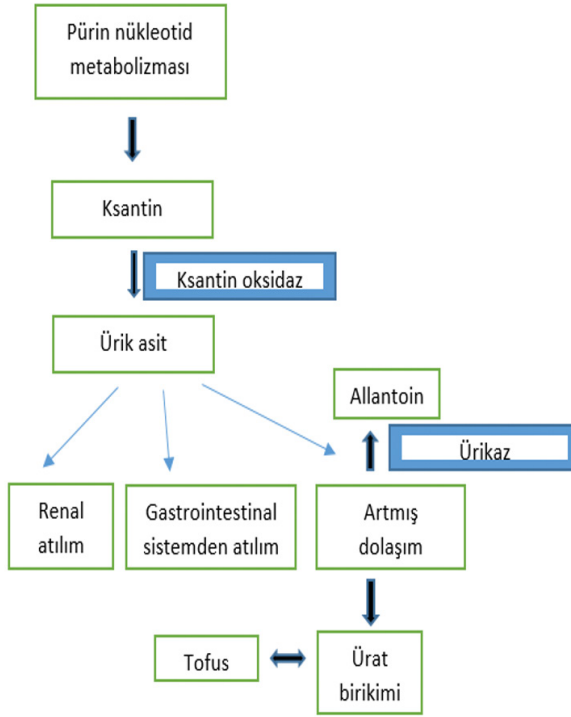 Pürin nükleotid
metabolizması
Ksantin
Ksantin oksidaz
Ürik asit
Allantoin
Ürikaz
Renal
atılım
Gastrointestinal
sistemden atılım
Artmış
dolaşım
Tofus
Ürat
birikimi